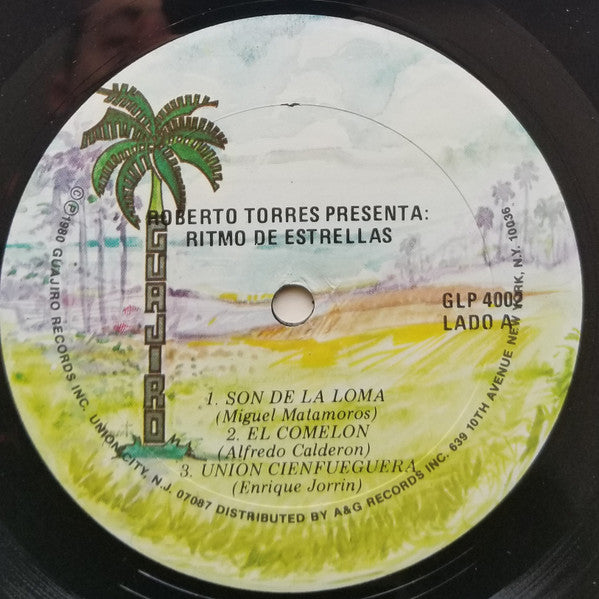 ROBERTO TORRES PRESENTA:
RITMO DE ESTRELLAS
GUAJIRO
GLP 4002
LADO A
1. SON DE LA LOMA
(Miguel Matamoros)
2. EL COMELON
(Alfredo Calderon)
3. UNION CIENFUEGUERA
(Enrique Jorrin)
©℗1980 GUAJIRO RECORDS INC. UNION CITY, N.J. 07087 DISTRIBUTED BY A&G RECORDS INC. 639 10TH AVENUE NEW YORK, N.Y. 10036